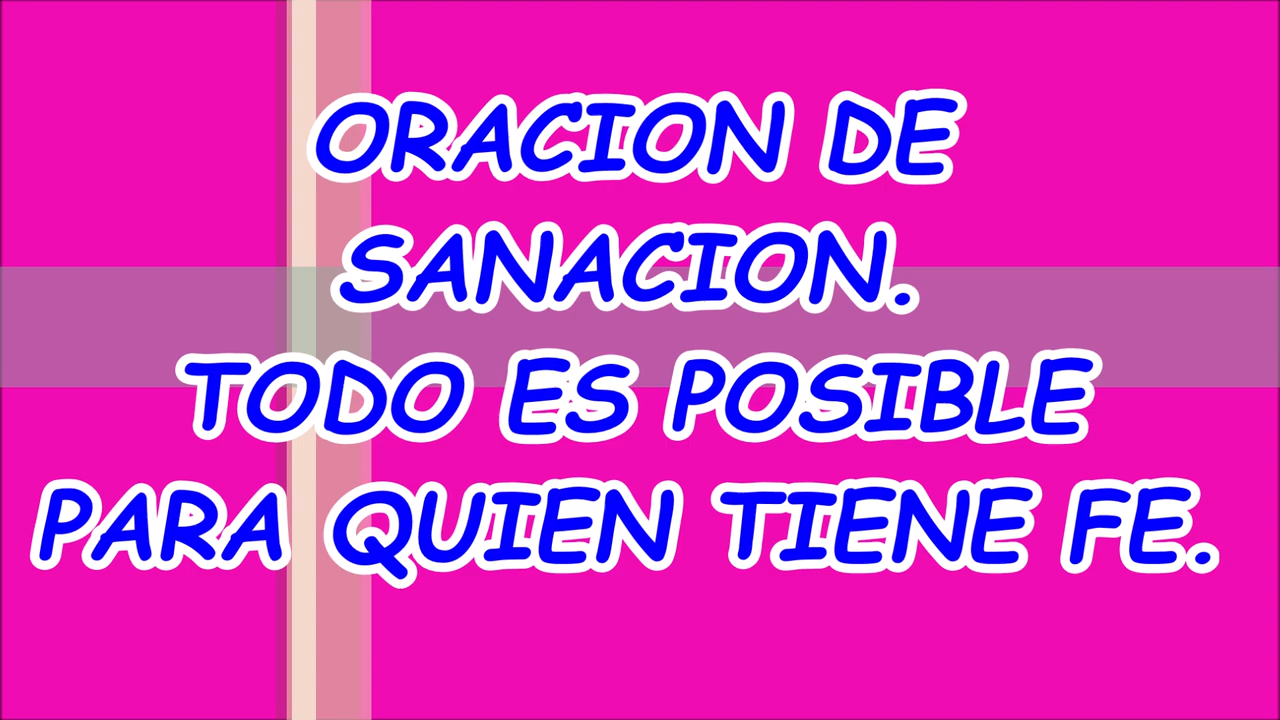 ORACION DE
SANACION.
TODO ES POSIBLE
PARA QUIEN TIENE FE.